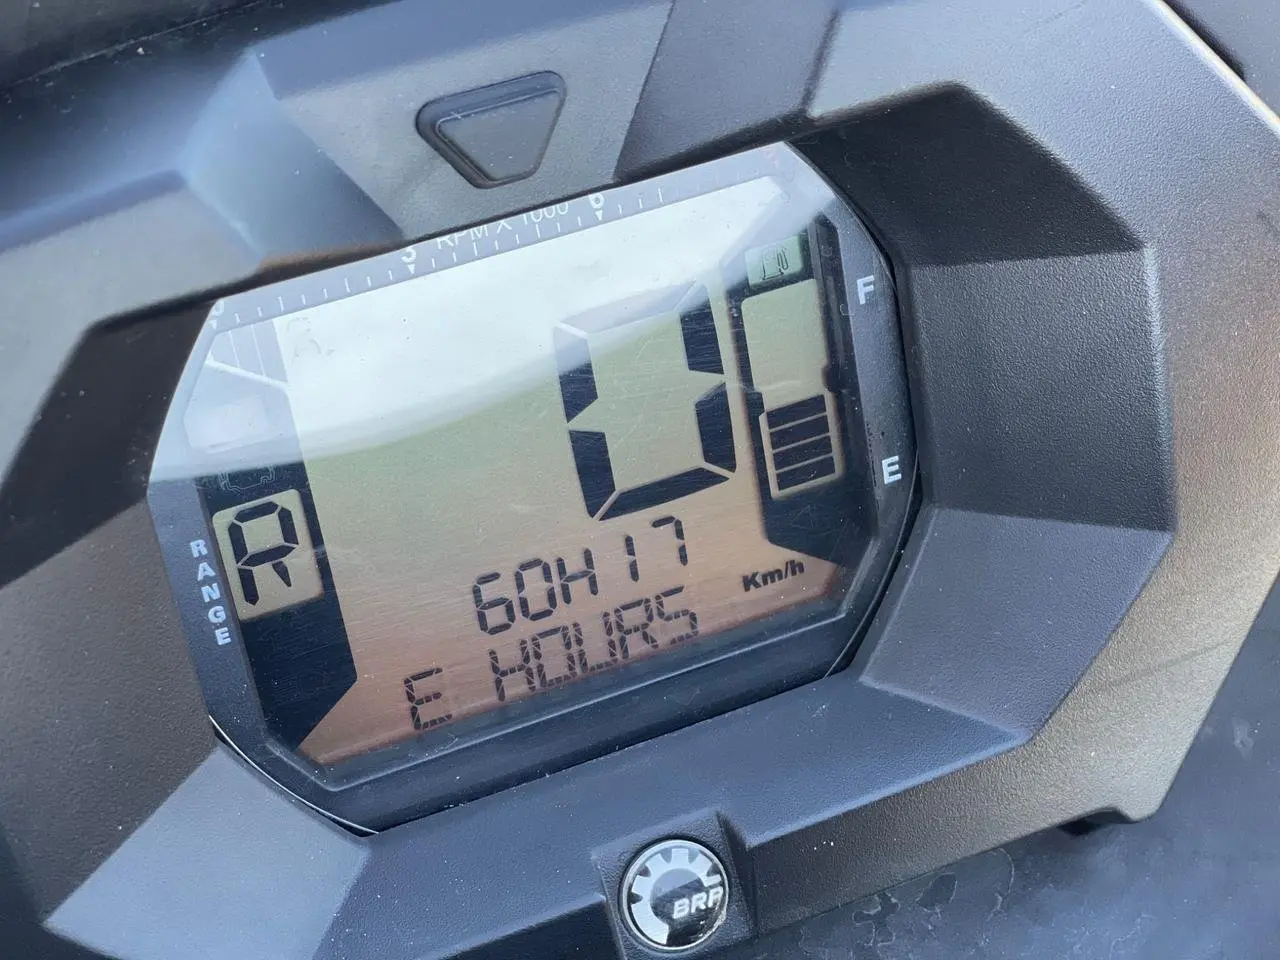 3 RPM X 1000 6
F
0
E
R
RANGE
60H17
Km/h
E HOURS
BRP